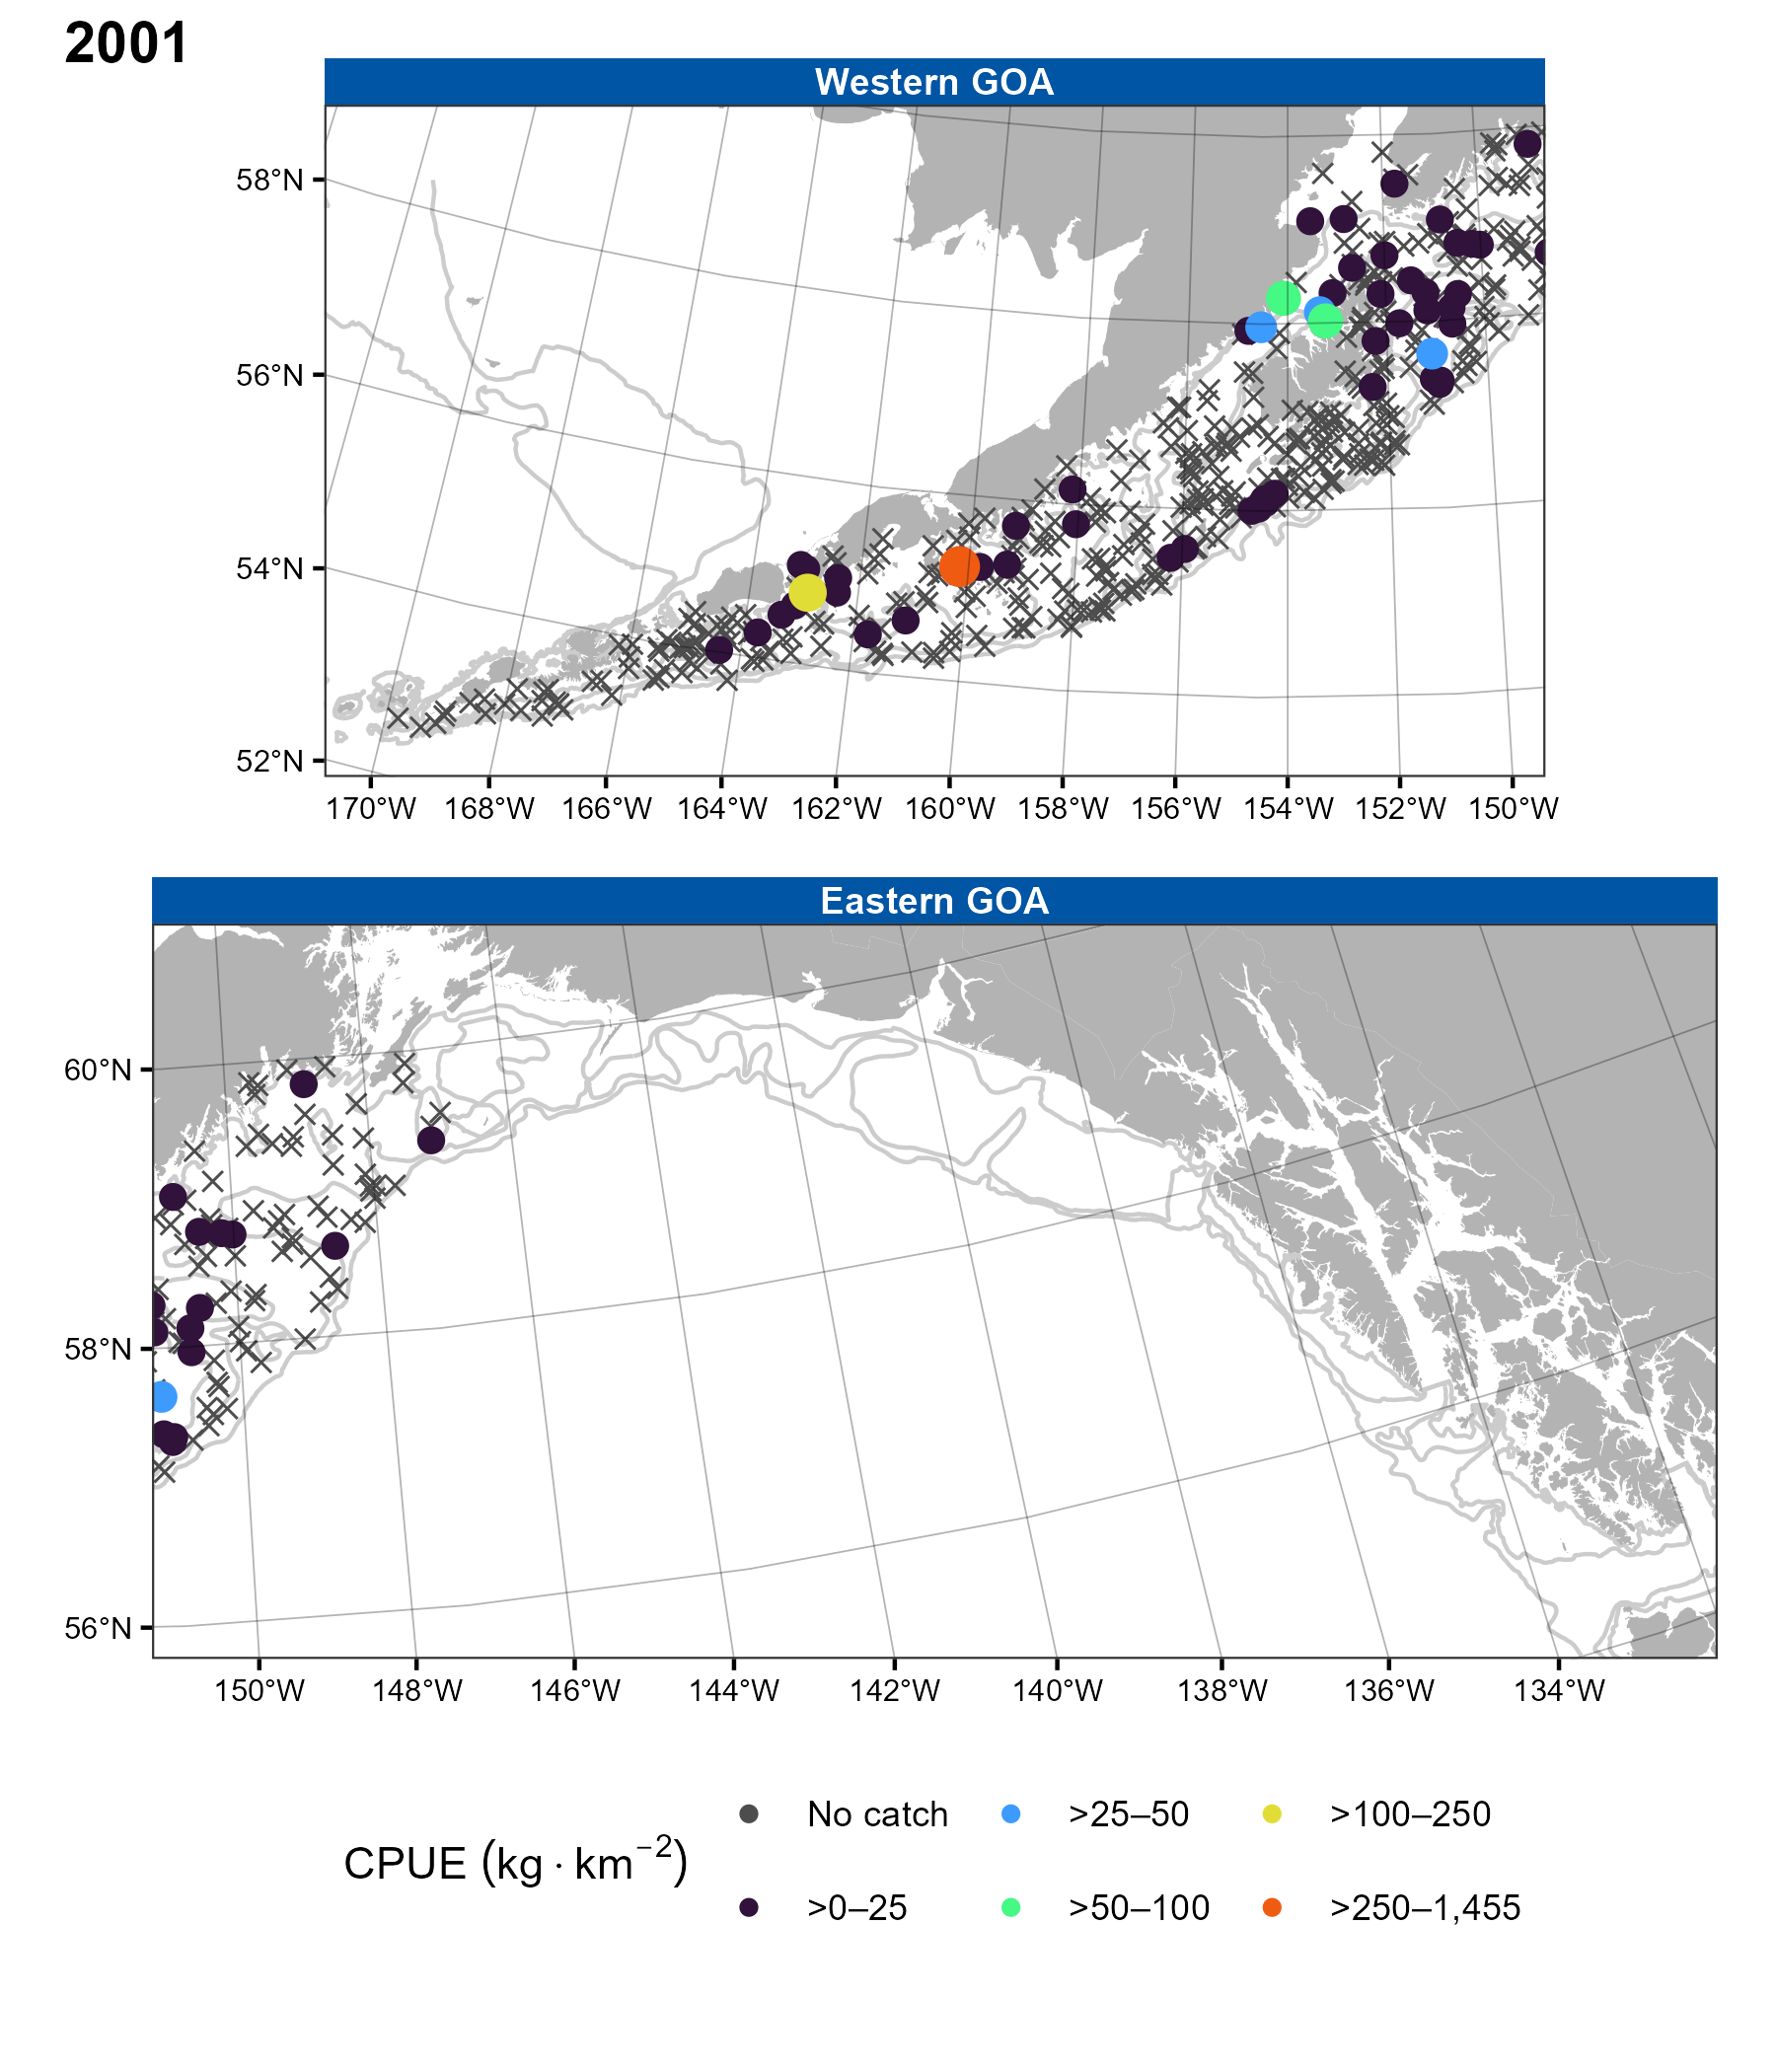 2001
Western GOA
58°N
56°N
54°N
52°N
170°W 168°W 166°W 164°W 162°W 160°W 158°W 156°W 154°W 152°W 150°W
Eastern GOA
60°N
58°N
56°N
150°W 148°W 146°W 144°W 142°W 140°W 138°W 136°W 134°W
CPUE (kg · km⁻²)
No catch >25–50 >100–250
>0–25 >50–100 >250–1,455